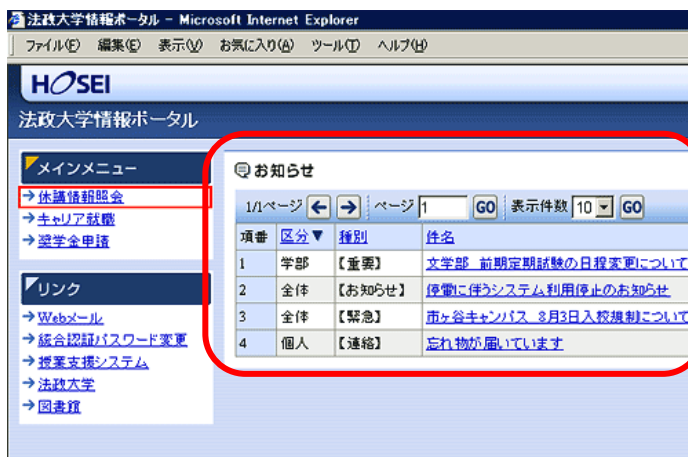 法政大学情報ポータル - Microsoft Internet Explorer
ファイル(F) 編集(E) 表示(V) お気に入り(A) ツール(T) ヘルプ(H)
HOSEI
法政大学情報ポータル
メインメニュー
休講情報照会
キャリア就職
奨学金申請
リンク
Webメール
統合認証パスワード変更
授業支援システム
法政大学
図書館
お知らせ
1/1ページ ページ 1 GO 表示件数 10 GO
項番 区分▼ 種別 件名
1 学部 【重要】 文学部 前期定期試験の日程変更について
2 全体 【お知らせ】 停電に伴うシステム利用停止のお知らせ
3 全体 【緊急】 市ヶ谷キャンパス 8月3日入校規制について
4 個人 【連絡】 忘れ物が届いています